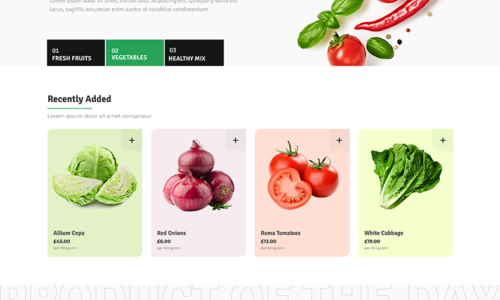 Lorem ipsum dolor sit amet, consectetur adipiscing elit. Quisque gravida est
lacus, sagittis accumsan enim auctor at curabitur condimentum.
01
FRESH FRUITS
02
VEGETABLES
03
HEALTHY MIX
Recently Added
Lorem ipsum dolor sit amet consectetur
+
+
+
+
Allium Cepa
£45.00
per Kilogram
Red Onions
£6.00
per Kilogram
Roma Tomatoes
£13.00
per Kilogram
White Cabbage
£19.00
per Kilogram
PRODUCT OF THE DAY